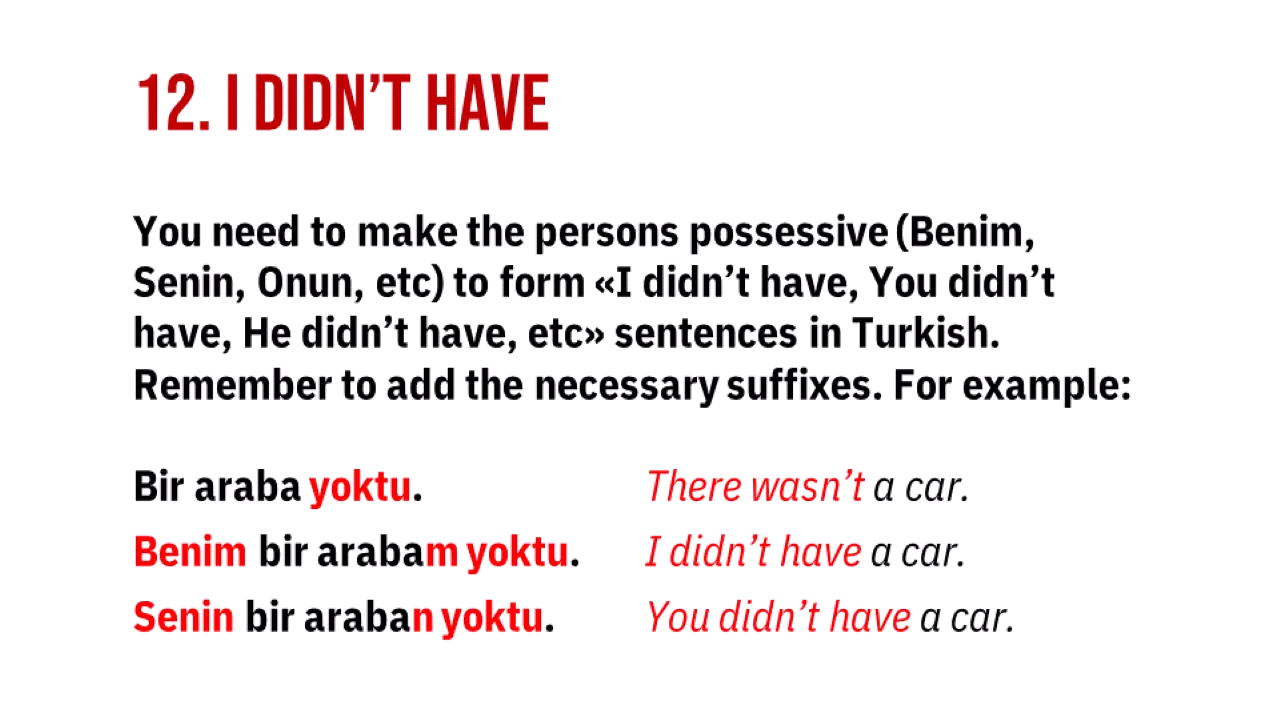 12. I DIDN’T HAVE
You need to make the persons possessive (Benim,
Senin, Onun, etc) to form «I didn’t have, You didn’t
have, He didn’t have, etc» sentences in Turkish.
Remember to add the necessary suffixes. For example:
Bir araba yoktu. There wasn’t a car.
Benim bir arabam yoktu. I didn’t have a car.
Senin bir araban yoktu. You didn’t have a car.